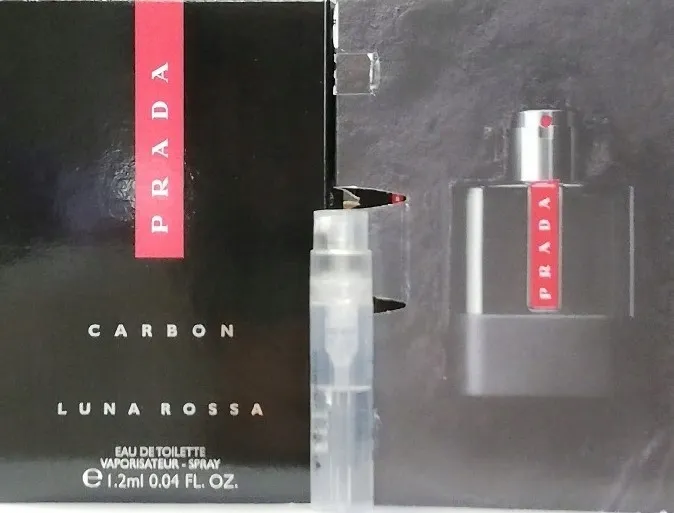 PRADA
CARBON
LUNA ROSSA
EAU DE TOILETTE
VAPORISATEUR - SPRAY
e 1.2ml 0.04 FL. OZ.
PRADA